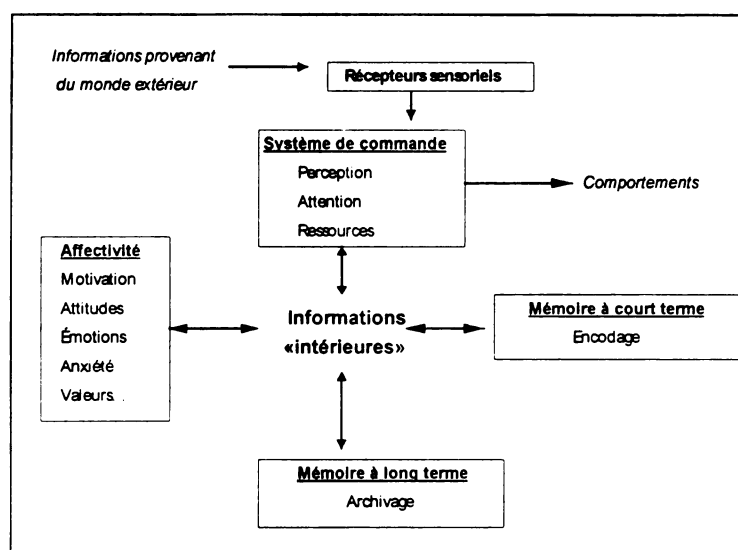 Informations provenant
du monde extérieur
Récepteurs sensoriels
Système de commande
Perception
Attention
Ressources
Comportements
Affectivité
Motivation
Attitudes
Émotions
Anxiété
Valeurs..
Informations
«intérieures»
Mémoire à court terme
Encodage
Mémoire à long terme
Archivage